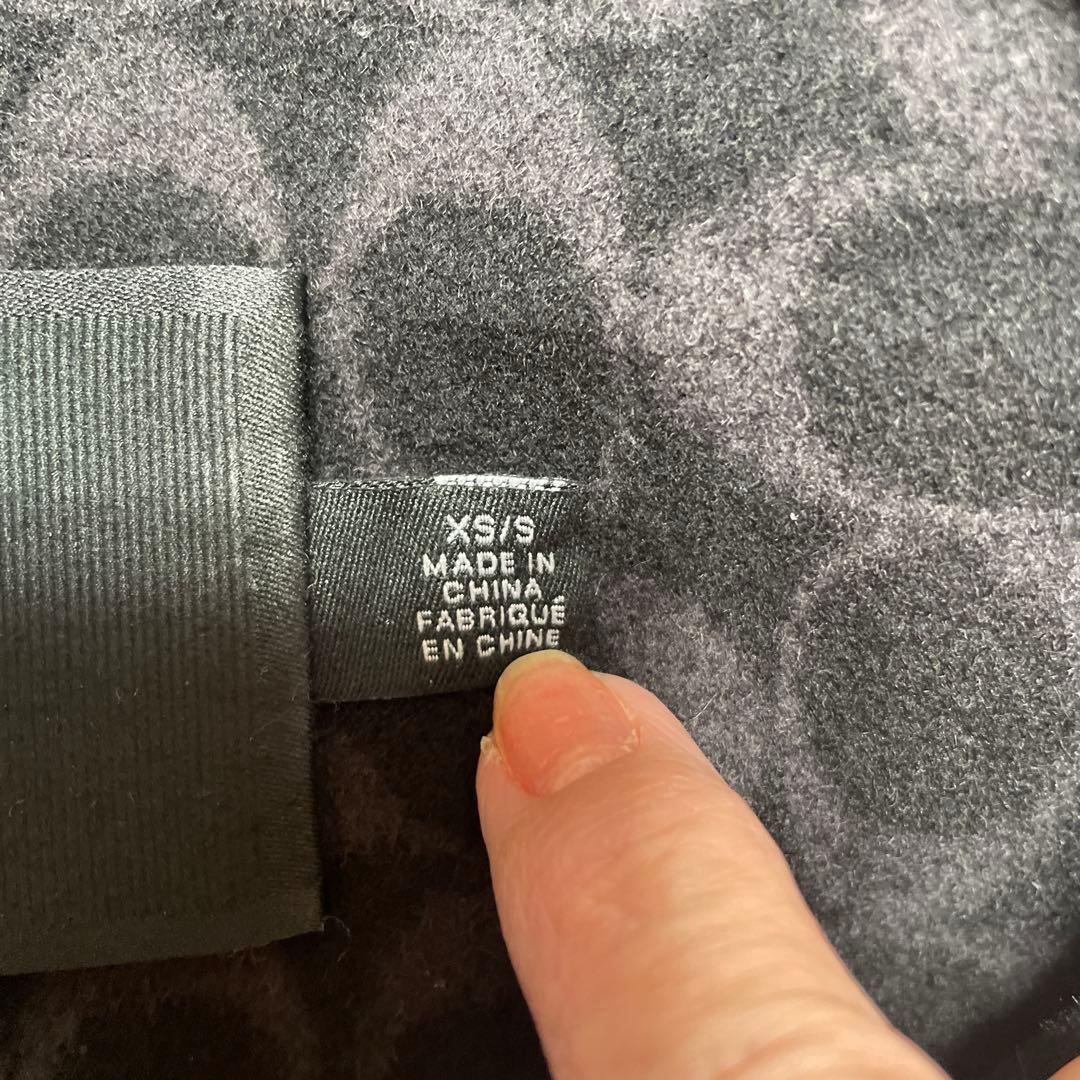 XS/S
MADE IN
CHINA
FABRIQUÉ
EN CHINE